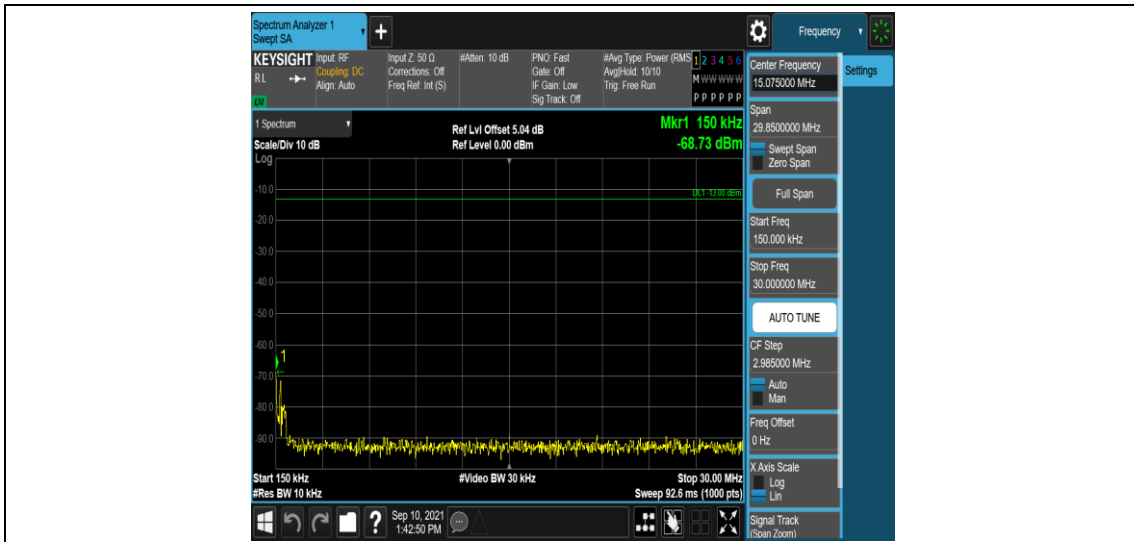 Spectrum Analyzer 1
Swept SA
+
Frequency
KEYSIGHT
RL
LXI
Input: RF
Coupling: DC
Align: Auto
Input Z: 50 Ω
Corrections: Off
Freq Ref: Int (S)
#Atten: 10 dB
PNO: Fast
Gate: Off
IF Gain: Low
Sig Track: Off
#Avg Type: Power (RMS
Avg|Hold: 10/10
Trig: Free Run
1 2 3 4 5 6
M W W W W W
P P P P P P
1 Spectrum
Scale/Div 10 dB
Log
Ref Lvl Offset 5.04 dB
Ref Level 0.00 dBm
Mkr1 150 kHz
-68.73 dBm
DL1 -13.00 dBm
-10.0
-20.0
-30.0
-40.0
-50.0
-60.0
-70.0
-80.0
-90.0
1
Start 150 kHz
#Res BW 10 kHz
#Video BW 30 kHz
Stop 30.00 MHz
Sweep 92.6 ms (1000 pts)
?
Sep 10, 2021
1:42:50 PM
Center Frequency
15.075000 MHz
Settings
Span
29.8500000 MHz
Swept Span
Zero Span
Full Span
Start Freq
150.000 kHz
Stop Freq
30.000000 MHz
AUTO TUNE
CF Step
2.985000 MHz
Auto
Man
Freq Offset
0 Hz
X Axis Scale
Log
Lin
Signal Track
(Span Zoom)